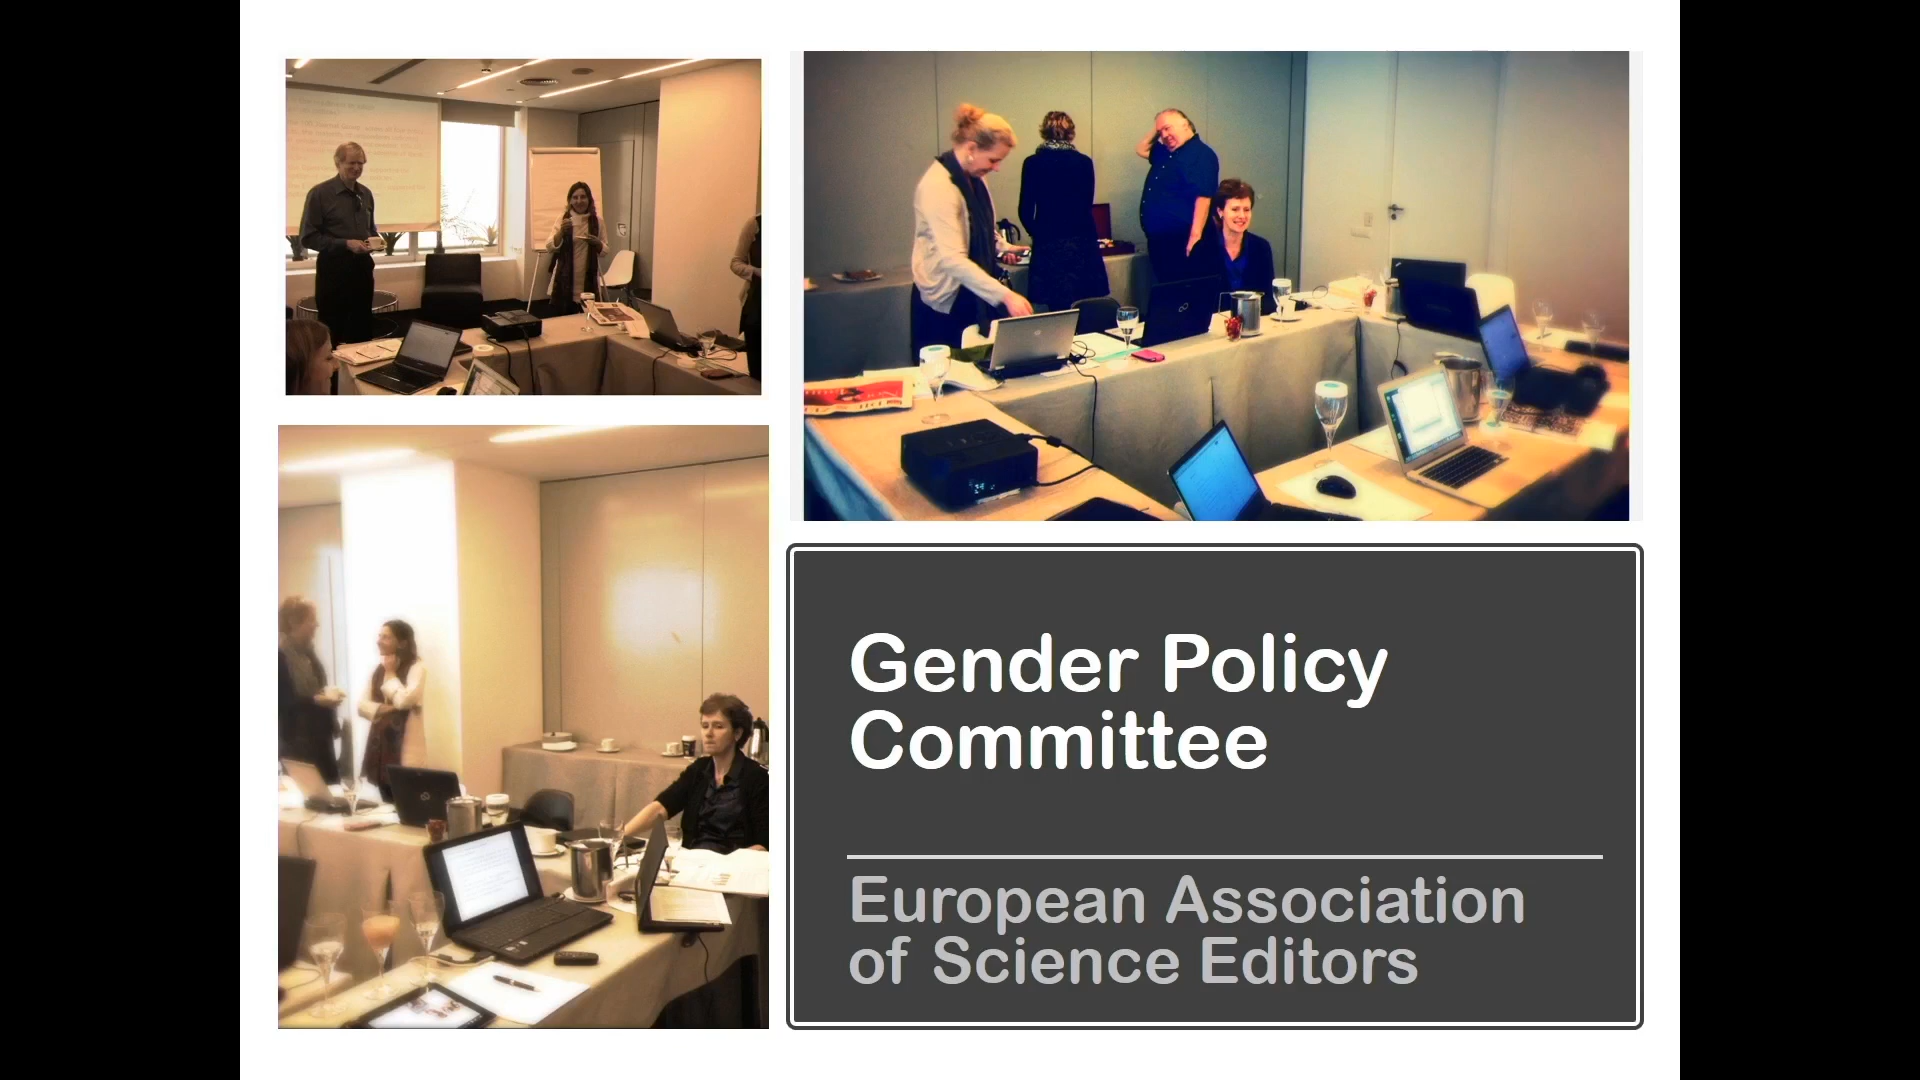 Gender Policy
Committee
European Association
of Science Editors